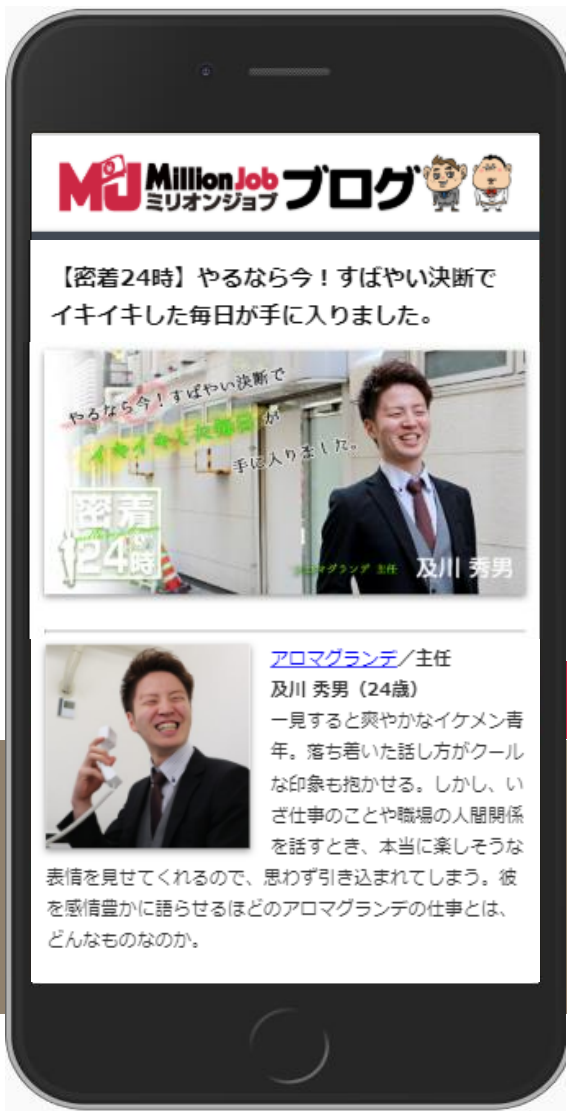 MJ MillionJob ミリオンジョブ ブログ
【密着24時】やるなら今！すばやい決断で
イキイキした毎日が手に入りました。
やるなら今！すばやい決断で
イキイキした毎日が
手に入りました。
密着
24時
アロマグランデ 主任 及川 秀男
アロマグランデ／主任
及川 秀男（24歳）
一見すると爽やかなイケメン青
年。落ち着いた話し方がクール
な印象も抱かせる。しかし、い
ざ仕事のことや職場の人間関係
を話すとき、本当に楽しそうな
表情を見せてくれるので、思わず引き込まれてしまう。彼
を感情豊かに語らせるほどのアロマグランデの仕事とは、
どんなものなのか。